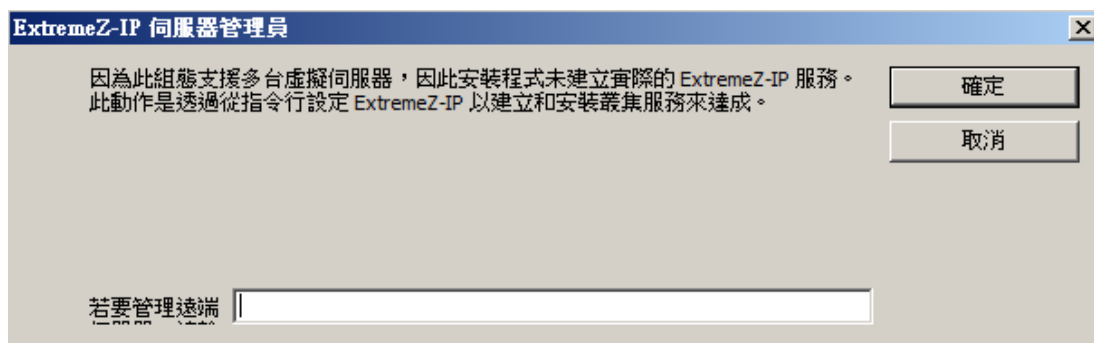 ExtremeZ-IP 伺服器管理員
因為此組態支援多台虛擬伺服器，因此安裝程式未建立實際的 ExtremeZ-IP 服務。
此動作是透過從指令行設定 ExtremeZ-IP 以建立和安裝叢集服務來達成。
確定
取消
若要管理遠端